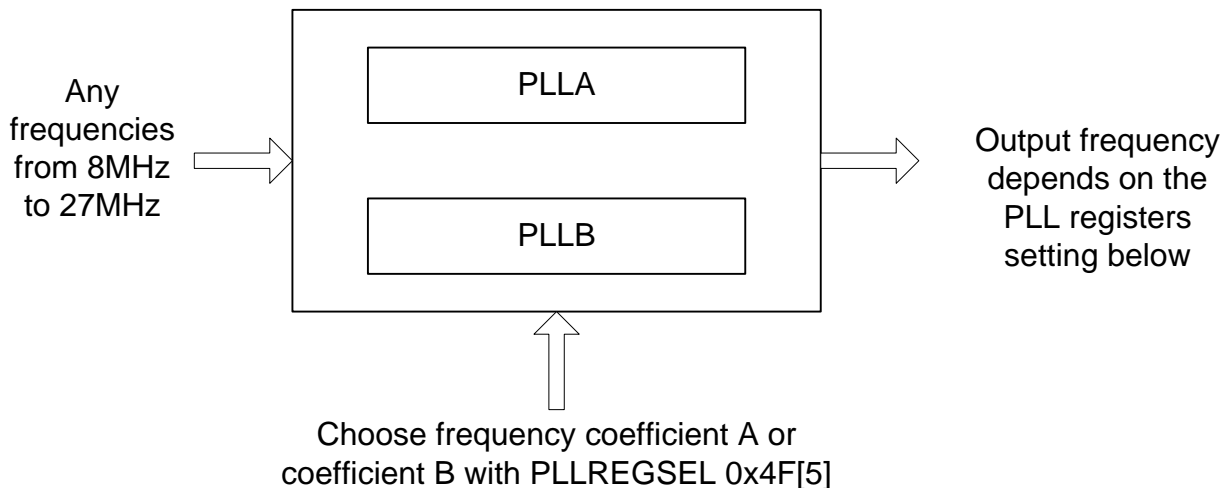 PLLA
Any
frequencies
from 8MHz
to 27MHz
Output frequency
depends on the
PLL registers
setting below
PLLB
Choose frequency coefficient A or
coefficient B with PLLREGSEL 0x4F[5]